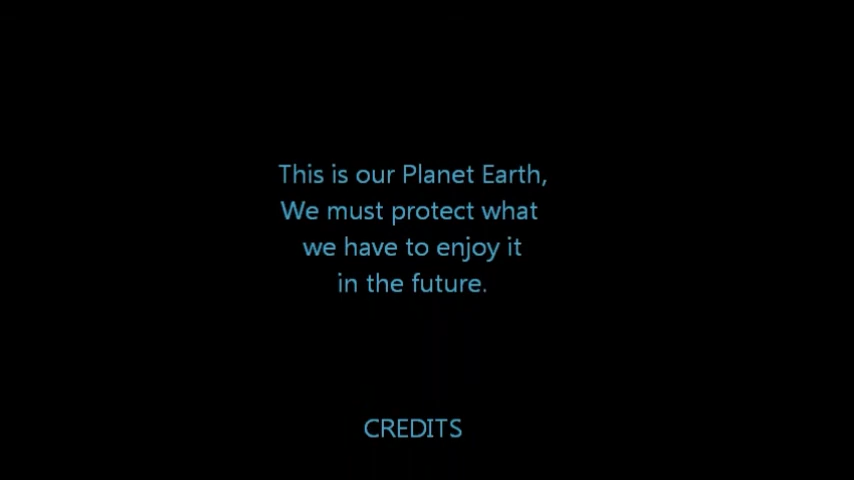 This is our Planet Earth,
We must protect what
we have to enjoy it
in the future.
CREDITS